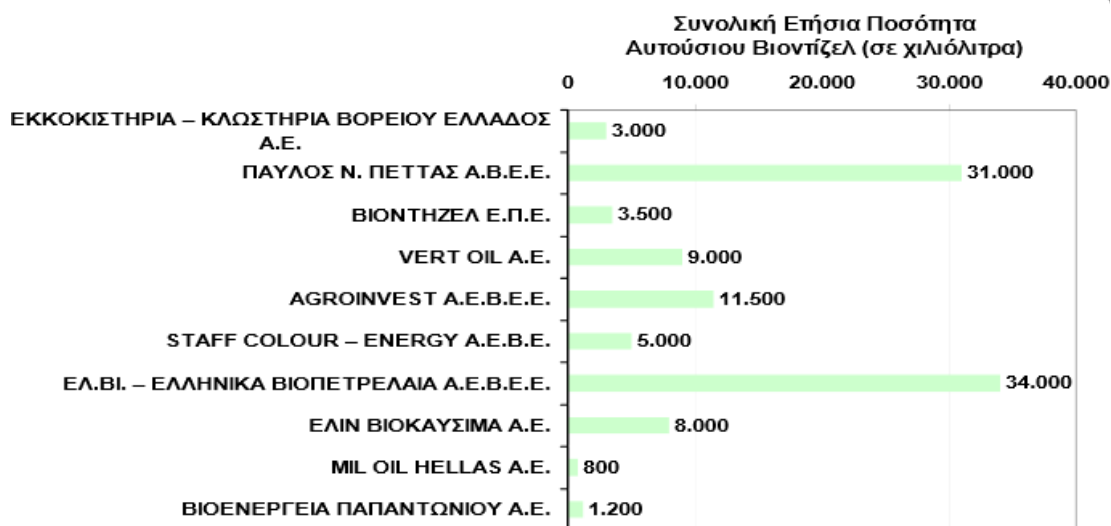 Συνολική Ετήσια Ποσότητα
Αυτούσιου Βιοντίζελ (σε χιλιόλιτρα)
0 10.000 20.000 30.000 40.000
ΕΚΚΟΚΙΣΤΗΡΙΑ – ΚΛΩΣΤΗΡΙΑ ΒΟΡΕΙΟΥ ΕΛΛΑΔΟΣ
Α.Ε. 3.000
ΠΑΥΛΟΣ Ν. ΠΕΤΤΑΣ Α.Β.Ε.Ε. 31.000
ΒΙΟΝΤΗΖΕΛ Ε.Π.Ε. 3.500
VERT OIL Α.Ε. 9.000
AGROINVEST Α.Ε.Β.Ε.Ε. 11.500
STAFF COLOUR – ENERGY Α.Ε.Β.Ε. 5.000
ΕΛ.ΒΙ. – ΕΛΛΗΝΙΚΑ ΒΙΟΠΕΤΡΕΛΑΙΑ Α.Ε.Β.Ε.Ε. 34.000
ΕΛΙΝ ΒΙΟΚΑΥΣΙΜΑ Α.Ε. 8.000
MIL OIL HELLAS Α.Ε. 800
ΒΙΟΕΝΕΡΓΕΙΑ ΠΑΠΑΝΤΩΝΙΟΥ Α.Ε. 1.200